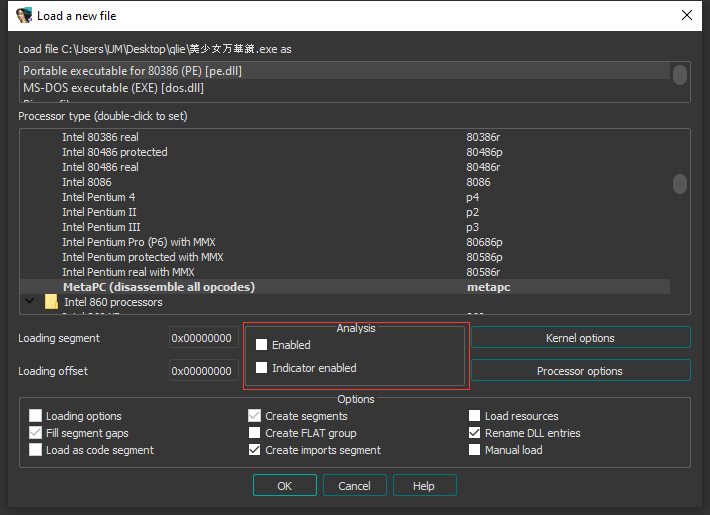 Load a new file
Load file C:\Users\UM\Desktop\qlie\美少女万華鏡.exe as
Portable executable for 80386 (PE) [pe.dll]
MS-DOS executable (EXE) [dos.dll]
Processor type (double-click to set)
Intel 80386 real 80386r
Intel 80486 protected 80486p
Intel 80486 real 80486r
Intel 8086 8086
Intel Pentium 4 p4
Intel Pentium II p2
Intel Pentium III p3
Intel Pentium Pro (P6) with MMX 80686p
Intel Pentium protected with MMX 80586p
Intel Pentium real with MMX 80586r
MetaPC (disassemble all opcodes) metapc
Intel 860 processors
Analysis
Loading segment 0x00000000 Enabled Kernel options
Loading offset 0x00000000 Indicator enabled Processor options
Options
Loading options Create segments Load resources
Fill segment gaps Create FLAT group Rename DLL entries
Load as code segment Create imports segment Manual load
OK Cancel Help